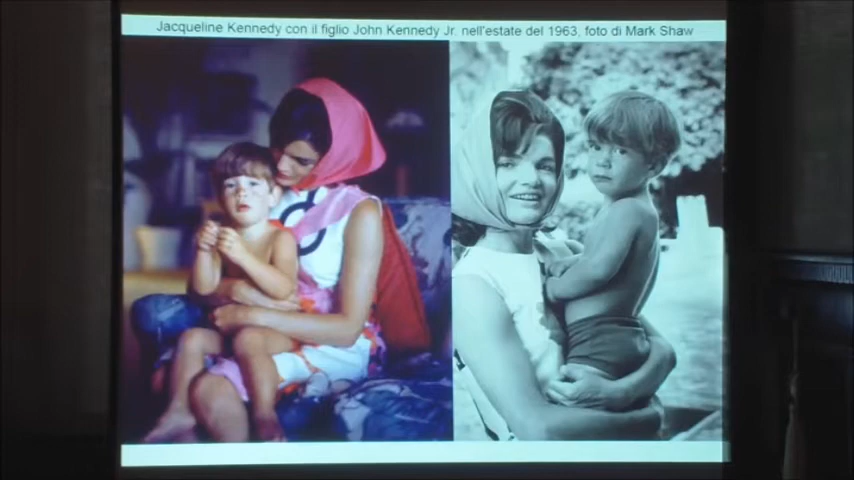 Jacqueline Kennedy con il figlio John Kennedy Jr. nell'estate del 1963, foto di Mark Shaw